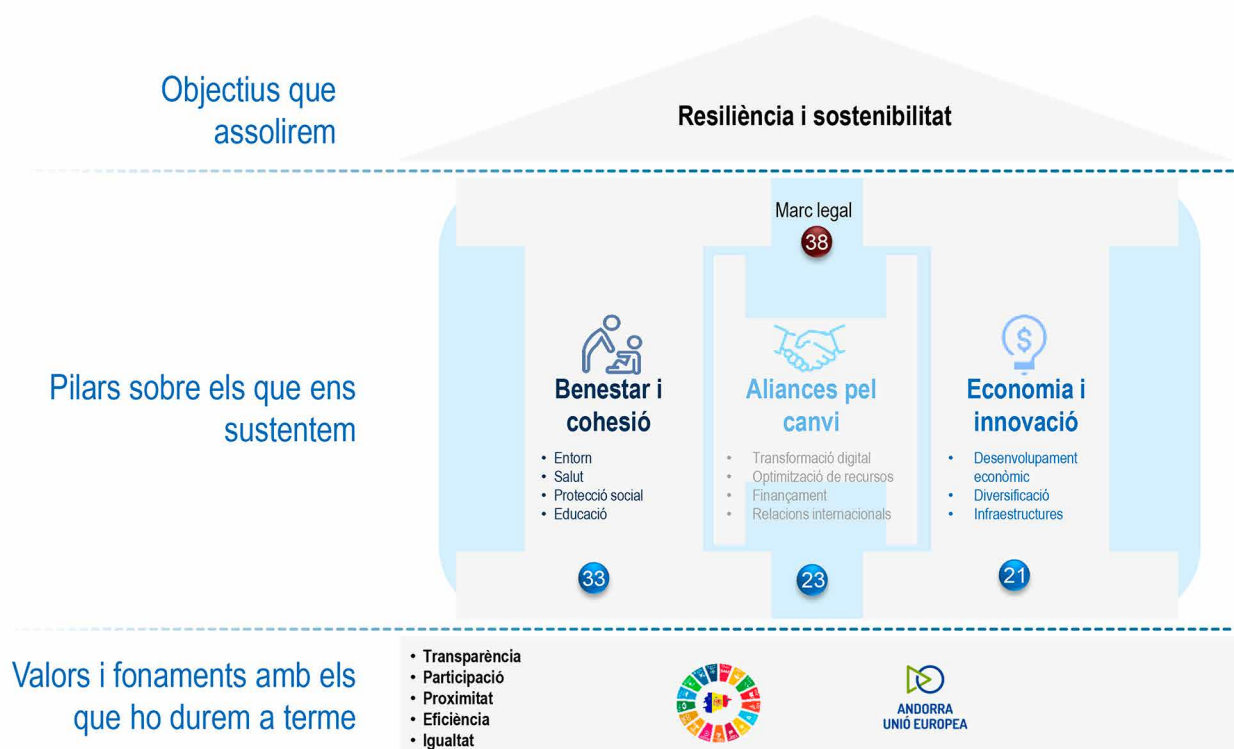 Objectius que
assolirem
Resiliència i sostenibilitat
Marc legal
38
Pilars sobre els que ens
sustentem
Benestar i
cohesió
• Entorn
• Salut
• Protecció social
• Educació
33
Aliances pel
canvi
• Transformació digital
• Optimització de recursos
• Finançament
• Relacions internacionals
23
Economia i
innovació
• Desenvolupament
econòmic
• Diversificació
• Infraestructures
21
Valors i fonaments amb els
que ho durem a terme
• Transparència
• Participació
• Proximitat
• Eficiència
• Igualtat
ANDORRA
UNIÓ EUROPEA